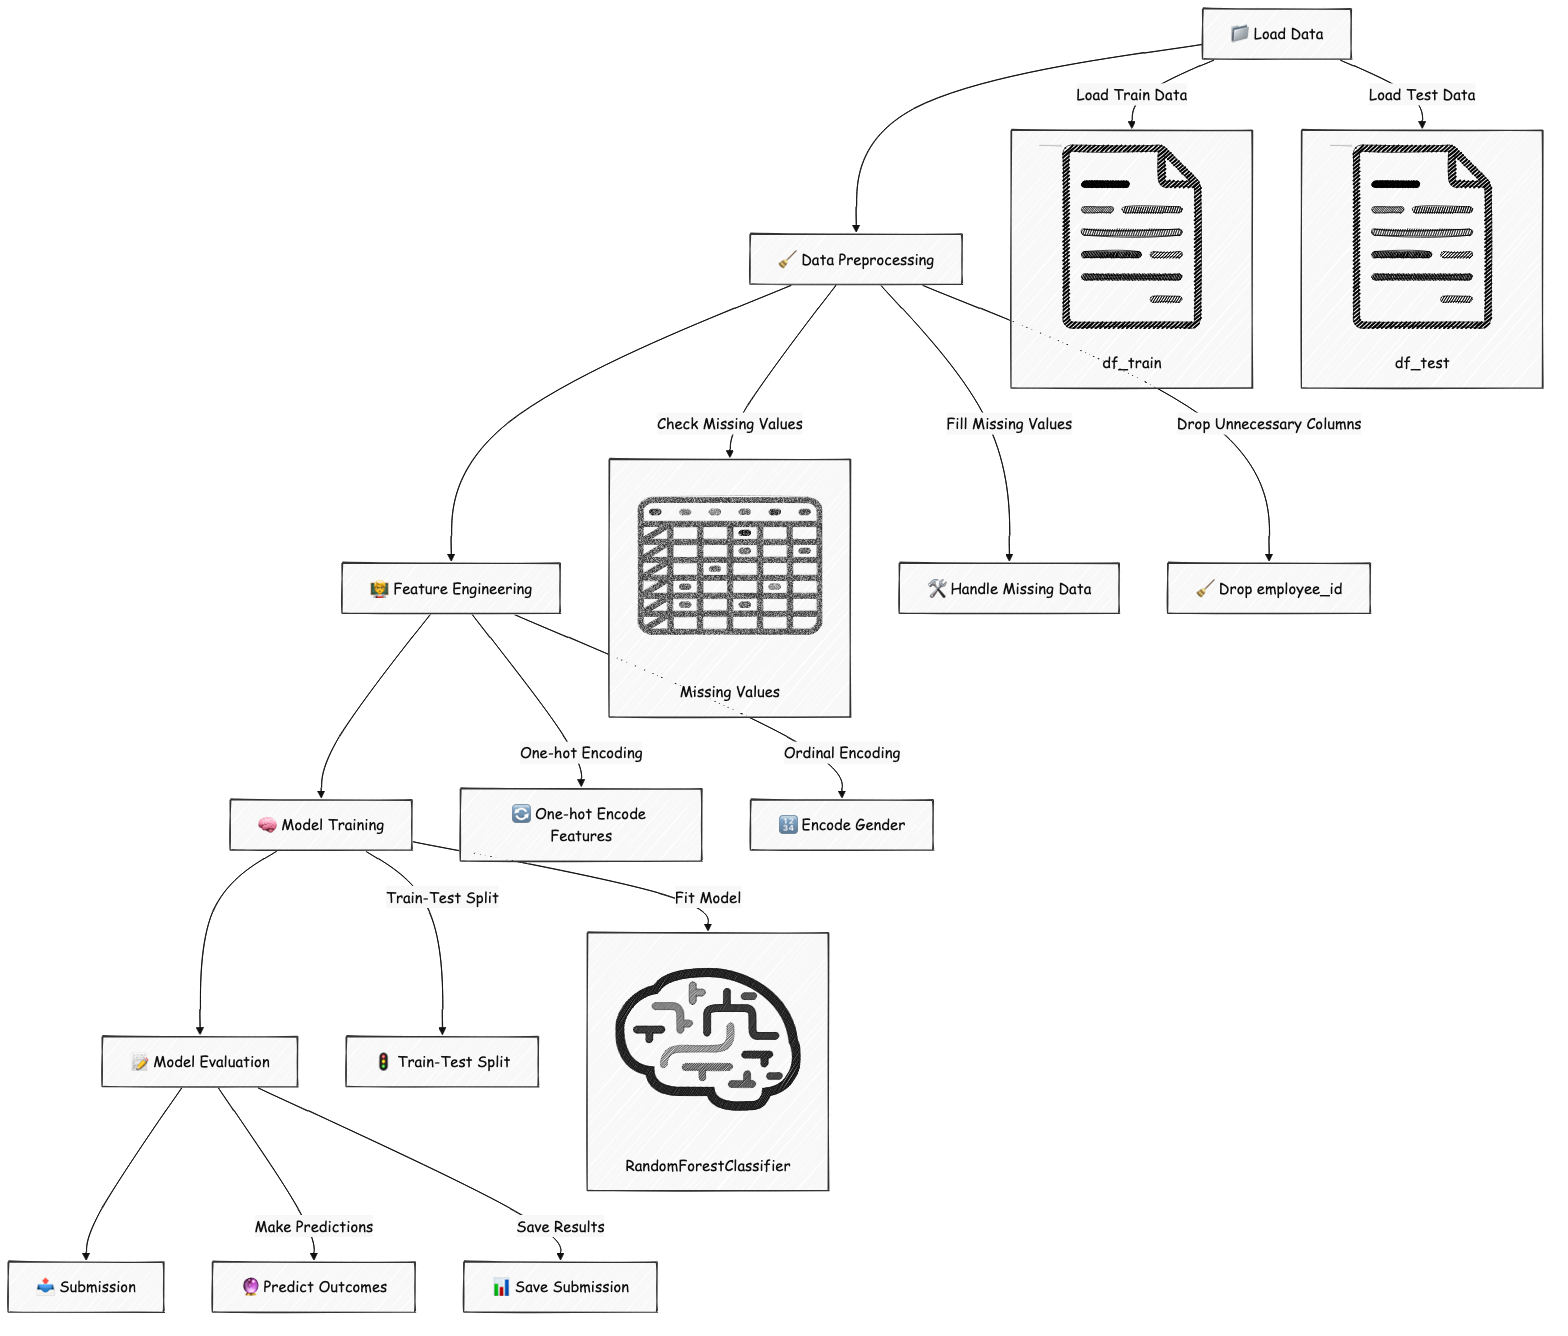 Load Data
Load Train Data
Load Test Data
Data Preprocessing
df_train
df_test
Check Missing Values
Fill Missing Values
Drop Unnecessary Columns
Feature Engineering
Handle Missing Data
Drop employee_id
Missing Values
One-hot Encoding
Ordinal Encoding
Model Training
One-hot Encode
Features
1234 Encode Gender
Train-Test Split
Fit Model
Model Evaluation
Train-Test Split
RandomForestClassifier
Make Predictions
Save Results
Submission
Predict Outcomes
Save Submission